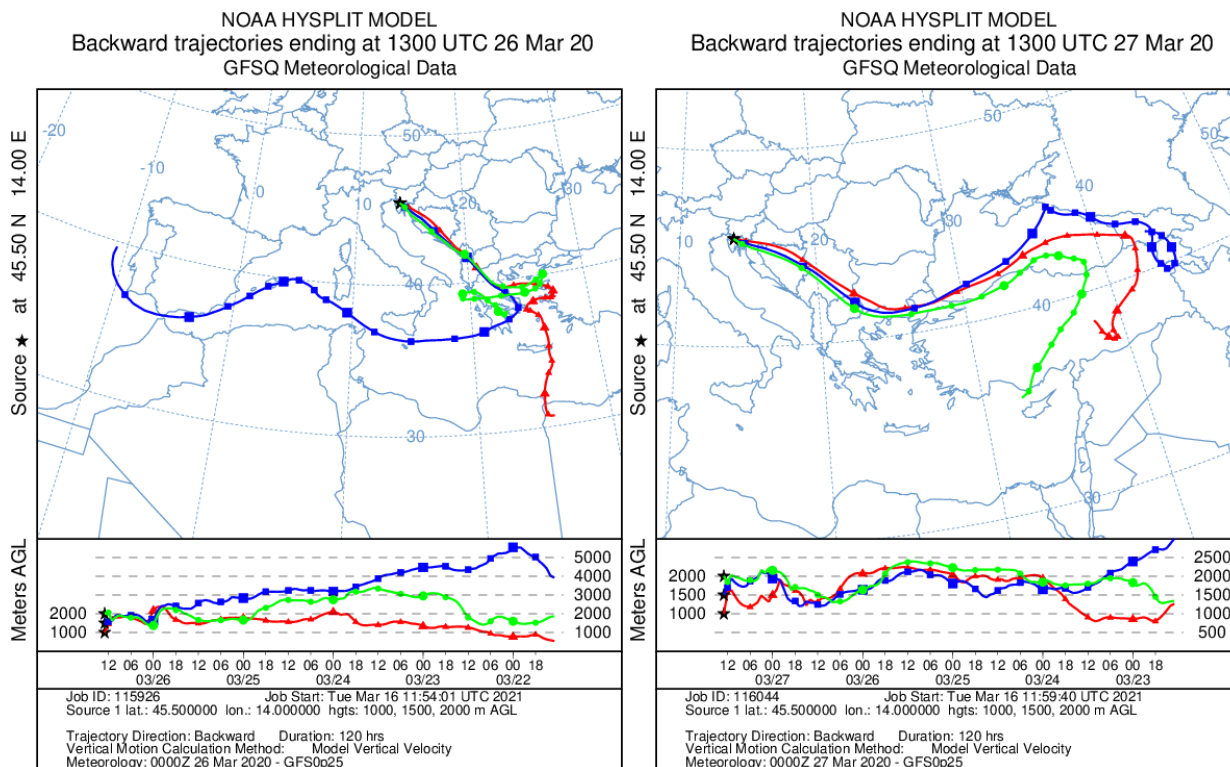 NOAA HYSPLIT MODEL
Backward trajectories ending at 1300 UTC 26 Mar 20
GFSQ Meteorological Data
Source ★ at 45.50 N 14.00 E
-20
-10
0
10
20
30
50
40
30
Meters AGL
5000
4000
3000
2000 2000
1000 1000
12 06 00 18 12 06 00 18 12 06 00 18 12 06 00 18 12 06 00 18
03/26 03/25 03/24 03/23 03/22
Job ID: 115926 Job Start: Tue Mar 16 11:54:01 UTC 2021
Source 1 lat.: 45.500000 lon.: 14.000000 hgts: 1000, 1500, 2000 m AGL
Trajectory Direction: Backward Duration: 120 hrs
Vertical Motion Calculation Method: Model Vertical Velocity
Meteorology: 0000Z 26 Mar 2020 - GFS0p25
NOAA HYSPLIT MODEL
Backward trajectories ending at 1300 UTC 27 Mar 20
GFSQ Meteorological Data
Source ★ at 45.50 N 14.00 E
50
50
40
10
20
30
40
30
Meters AGL
2500
2000 2000
1500 1500
1000 1000
500
12 06 00 18 12 06 00 18 12 06 00 18 12 06 00 18 12 06 00 18
03/27 03/26 03/25 03/24 03/23
Job ID: 116044 Job Start: Tue Mar 16 11:59:40 UTC 2021
Source 1 lat.: 45.500000 lon.: 14.000000 hgts: 1000, 1500, 2000 m AGL
Trajectory Direction: Backward Duration: 120 hrs
Vertical Motion Calculation Method: Model Vertical Velocity
Meteorology: 0000Z 27 Mar 2020 - GFS0p25